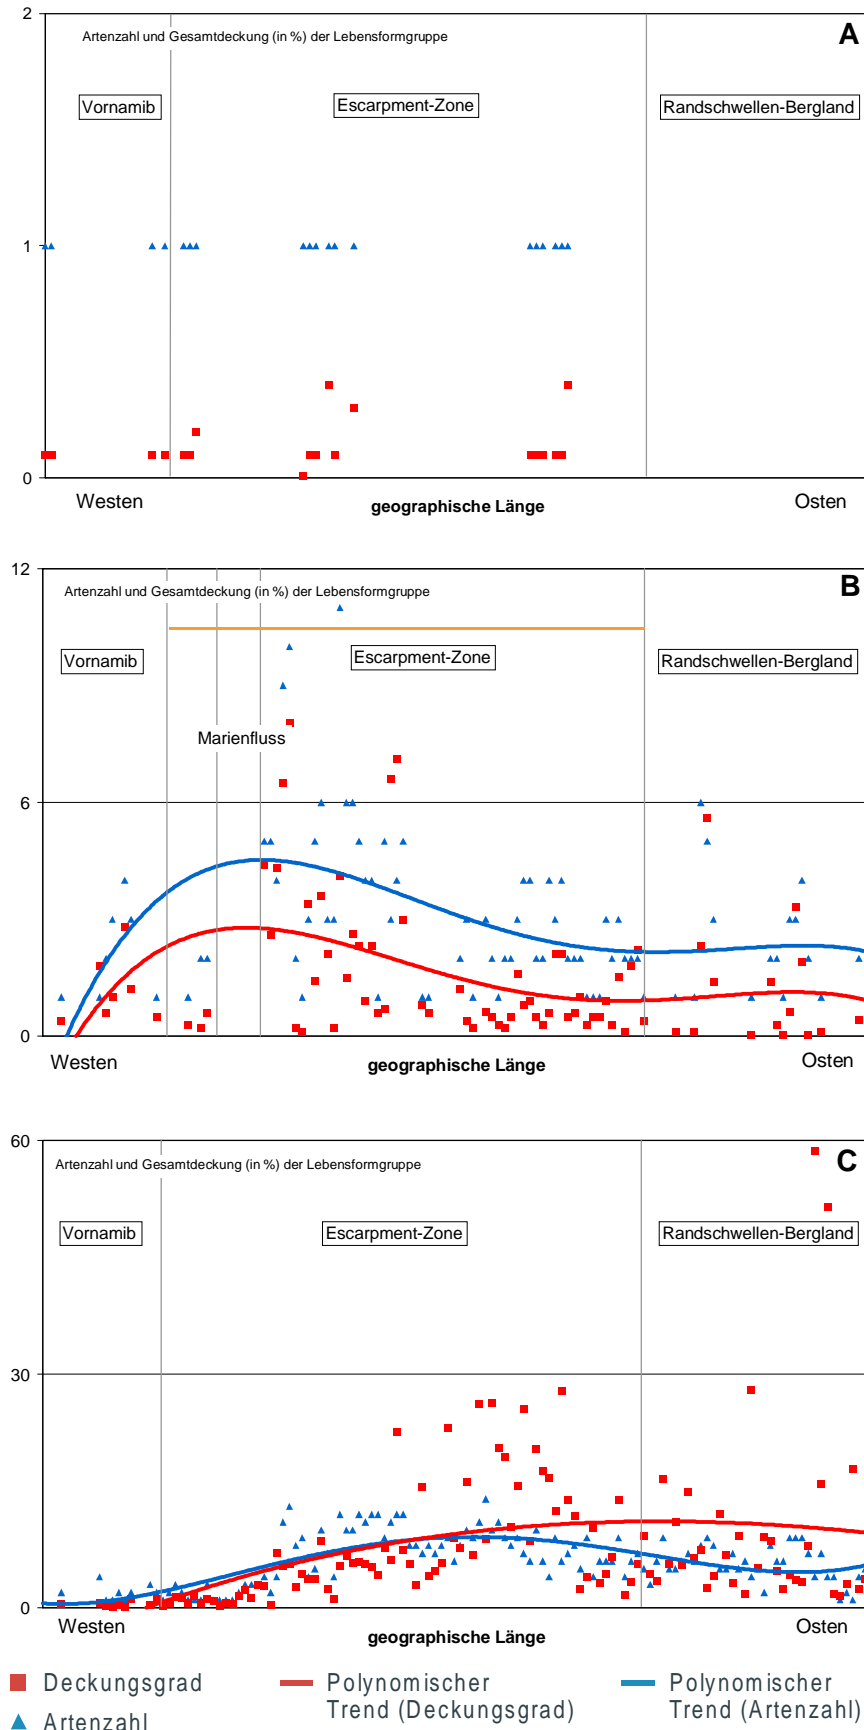 2
Artenzahl und Gesamtdeckung (in %) der Lebensformgruppe
A
Vornamib
Escarpment-Zone
Randschwellen-Bergland
1
0
Westen
geographische Länge
Osten
12
Artenzahl und Gesamtdeckung (in %) der Lebensformgruppe
B
Vornamib
Escarpment-Zone
Randschwellen-Bergland
Marienfluss
6
0
Westen
geographische Länge
Osten
60
Artenzahl und Gesamtdeckung (in %) der Lebensformgruppe
C
Vornamib
Escarpment-Zone
Randschwellen-Bergland
30
0
Westen
geographische Länge
Osten
Deckungsgrad
Artenzahl
Polynomischer
Trend (Deckungsgrad)
Polynomischer
Trend (Artenzahl)